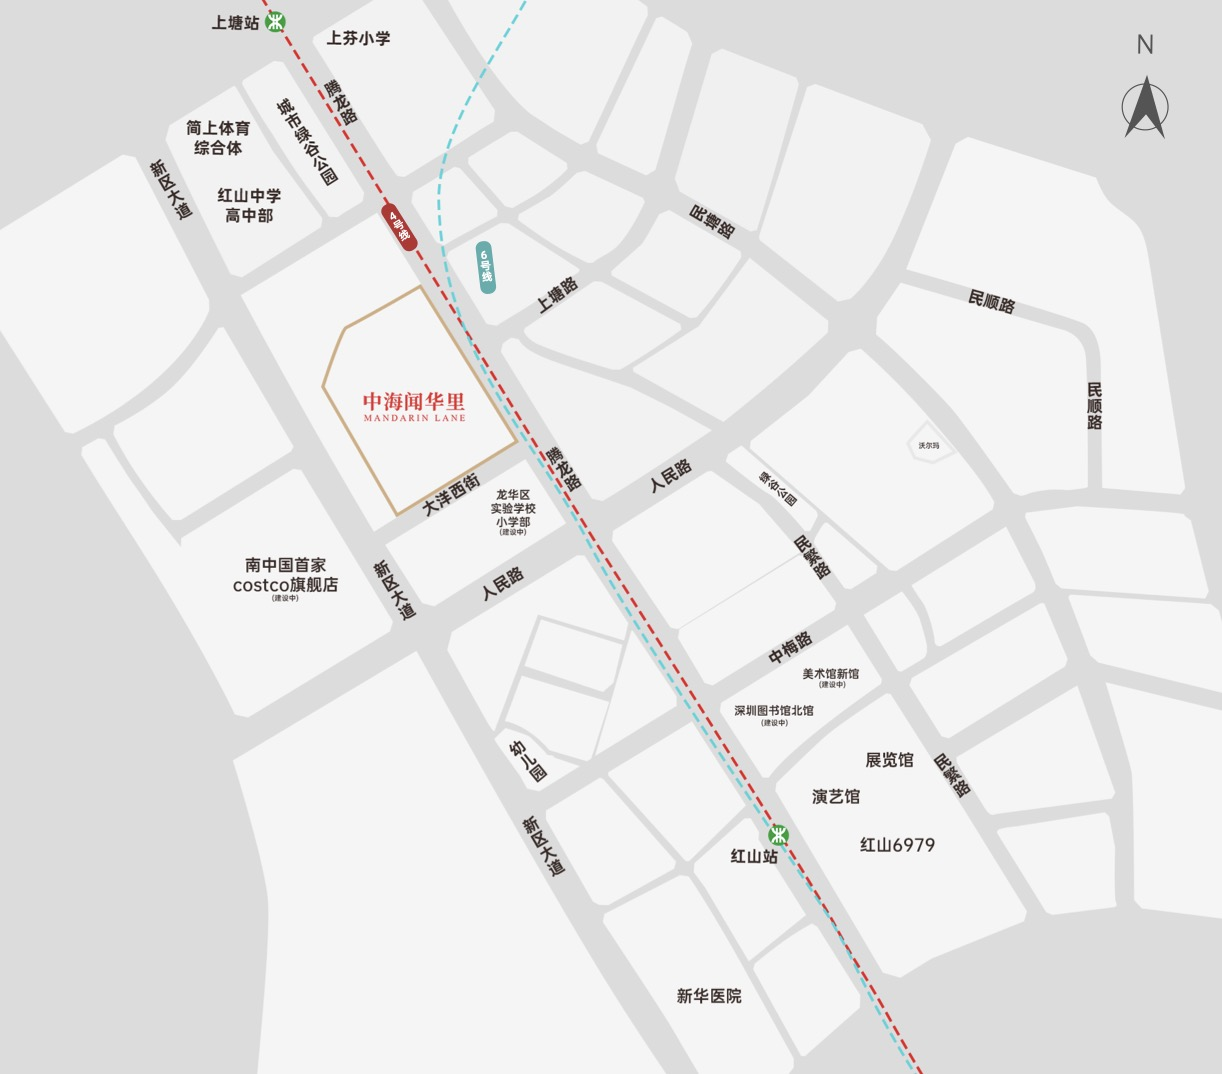 上塘站
上芬小学
N
腾龙路
城市绿谷公园
简上体育
综合体
新区大道
红山中学
高中部
4号线
民塘路
6号线
上塘路
民顺路
中海闻华里
MANDARIN LANE
民顺路
沃尔玛
腾龙路
人民路
绿谷公园
大洋西街
龙华区
实验学校
小学部
(建设中)
民繁路
南中国首家
costco旗舰店
(建设中)
新区大道
人民路
中梅路
美术馆新馆
(建设中)
深圳图书馆北馆
(建设中)
幼儿园
展览馆
民繁路
演艺馆
新区大道
红山站
红山6979
新华医院